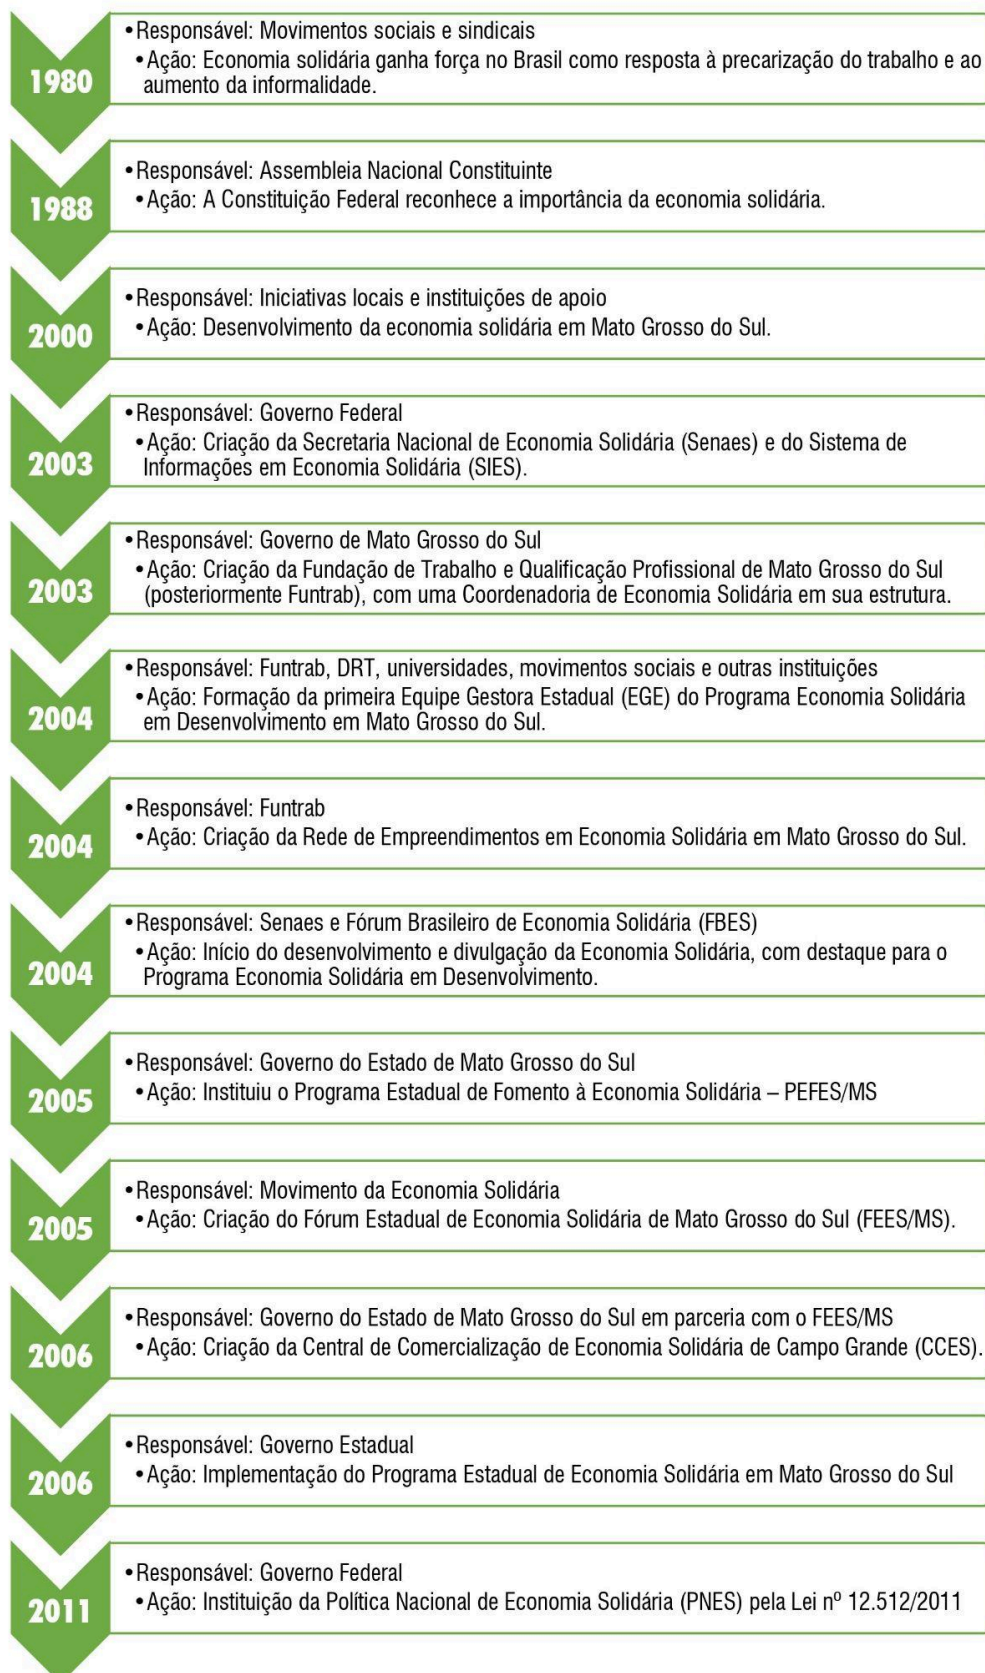 1980
•Responsável: Movimentos sociais e sindicais
•Ação: Economia solidária ganha força no Brasil como resposta à precarização do trabalho e ao
aumento da informalidade.
1988
•Responsável: Assembleia Nacional Constituinte
•Ação: A Constituição Federal reconhece a importância da economia solidária.
2000
•Responsável: Iniciativas locais e instituições de apoio
•Ação: Desenvolvimento da economia solidária em Mato Grosso do Sul.
2003
•Responsável: Governo Federal
•Ação: Criação da Secretaria Nacional de Economia Solidária (Senaes) e do Sistema de
Informações em Economia Solidária (SIES).
2003
•Responsável: Governo de Mato Grosso do Sul
•Ação: Criação da Fundação de Trabalho e Qualificação Profissional de Mato Grosso do Sul
(posteriormente Funtrab), com uma Coordenadoria de Economia Solidária em sua estrutura.
2004
•Responsável: Funtrab, DRT, universidades, movimentos sociais e outras instituições
•Ação: Formação da primeira Equipe Gestora Estadual (EGE) do Programa Economia Solidária
em Desenvolvimento em Mato Grosso do Sul.
2004
•Responsável: Funtrab
•Ação: Criação da Rede de Empreendimentos em Economia Solidária em Mato Grosso do Sul.
2004
•Responsável: Senaes e Fórum Brasileiro de Economia Solidária (FBES)
•Ação: Início do desenvolvimento e divulgação da Economia Solidária, com destaque para o
Programa Economia Solidária em Desenvolvimento.
2005
•Responsável: Governo do Estado de Mato Grosso do Sul
•Ação: Instituiu o Programa Estadual de Fomento à Economia Solidária – PEFES/MS
2005
•Responsável: Movimento da Economia Solidária
•Ação: Criação do Fórum Estadual de Economia Solidária de Mato Grosso do Sul (FEES/MS).
2006
•Responsável: Governo do Estado de Mato Grosso do Sul em parceria com o FEES/MS
•Ação: Criação da Central de Comercialização de Economia Solidária de Campo Grande (CCES).
2006
•Responsável: Governo Estadual
•Ação: Implementação do Programa Estadual de Economia Solidária em Mato Grosso do Sul
2011
•Responsável: Governo Federal
•Ação: Instituição da Política Nacional de Economia Solidária (PNES) pela Lei nº 12.512/2011